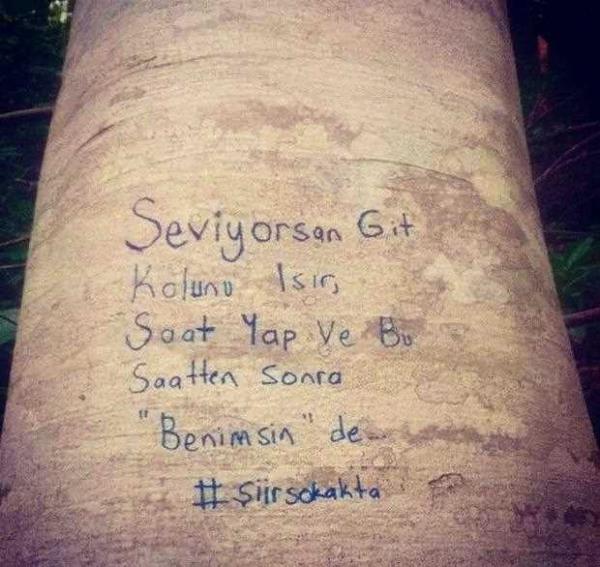 Seviyorsan Git
Kolunu Isır,
Saat Yap Ve Bu
Saatten Sonra
"Benimsin" de...
#şiirsokakta